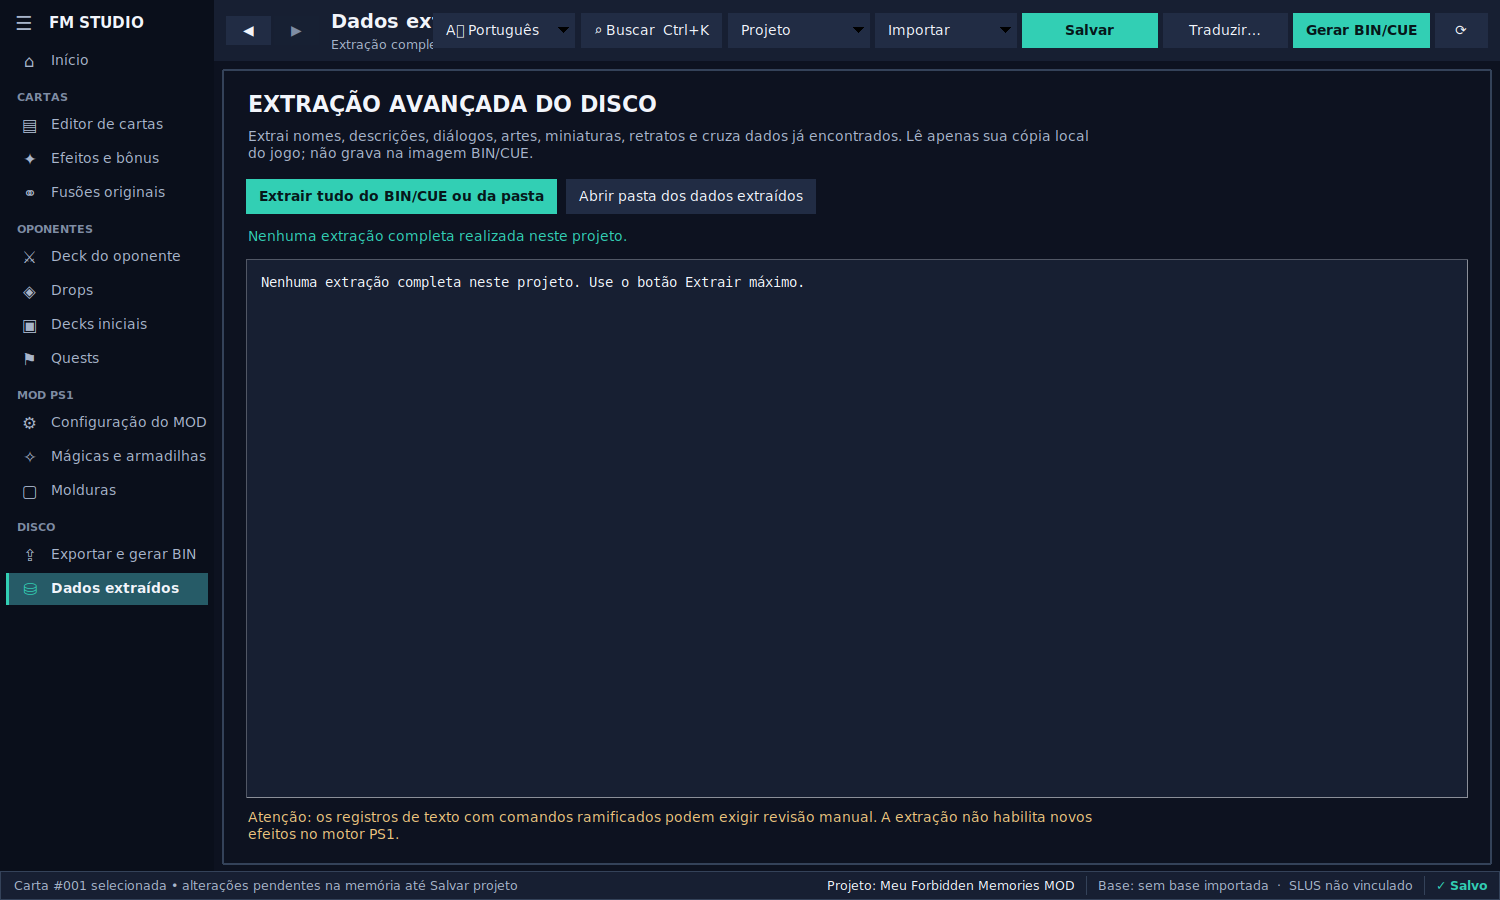 FM STUDIO
Início
CARTAS
Editor de cartas
Efeitos e bônus
Fusões originais
OPONENTES
Deck do oponente
Drops
Decks iniciais
Quests
MOD PS1
Configuração do MOD
Mágicas e armadilhas
Molduras
DISCO
Exportar e gerar BIN
Dados extraídos
Dados ex
Extração comple
Português
Buscar Ctrl+K
Projeto
Importar
Salvar
Traduzir...
Gerar BIN/CUE
EXTRAÇÃO AVANÇADA DO DISCO
Extrai nomes, descrições, diálogos, artes, miniaturas, retratos e cruza dados já encontrados. Lê apenas sua cópia local
do jogo; não grava na imagem BIN/CUE.
Extrair tudo do BIN/CUE ou da pasta
Abrir pasta dos dados extraídos
Nenhuma extração completa realizada neste projeto.
Nenhuma extração completa neste projeto. Use o botão Extrair máximo.
Atenção: os registros de texto com comandos ramificados podem exigir revisão manual. A extração não habilita novos
efeitos no motor PS1.
Carta #001 selecionada • alterações pendentes na memória até Salvar projeto
Projeto: Meu Forbidden Memories MOD
Base: sem base importada · SLUS não vinculado
✓ Salvo